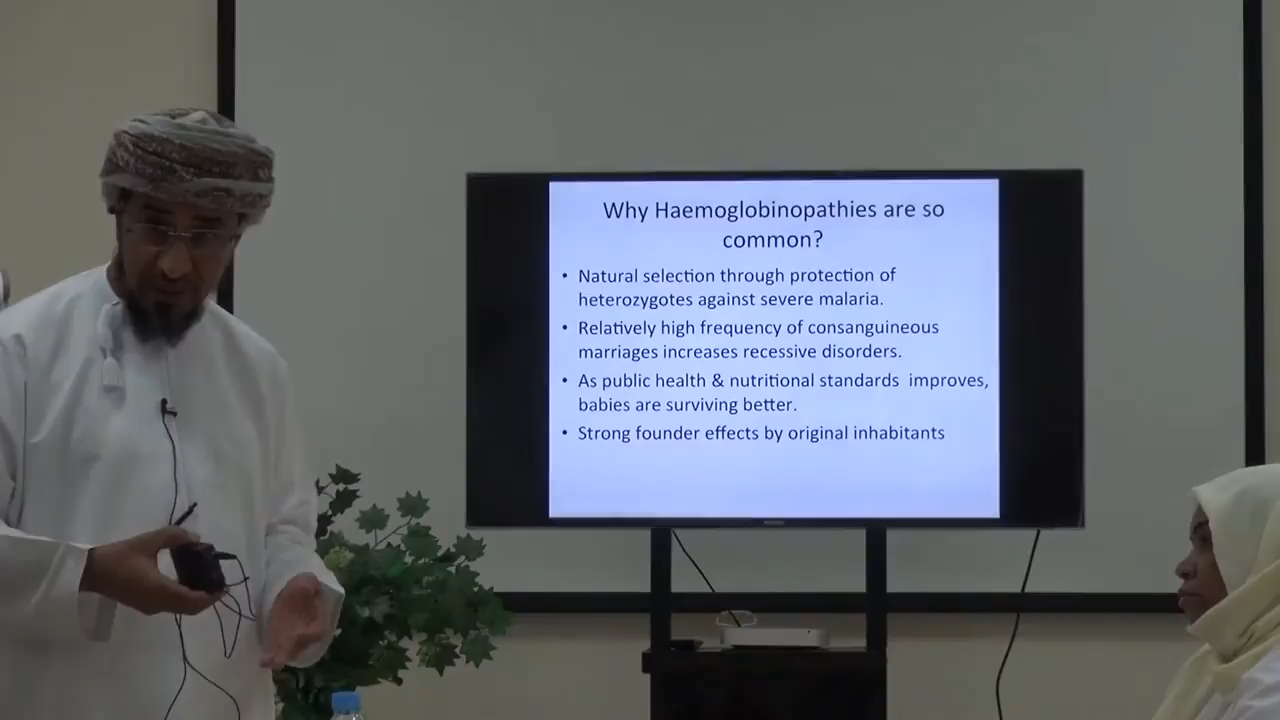 Why Haemoglobinopathies are so
common?
• Natural selection through protection of
heterozygotes against severe malaria.
• Relatively high frequency of consanguineous
marriages increases recessive disorders.
• As public health & nutritional standards improves,
babies are surviving better.
• Strong founder effects by original inhabitants